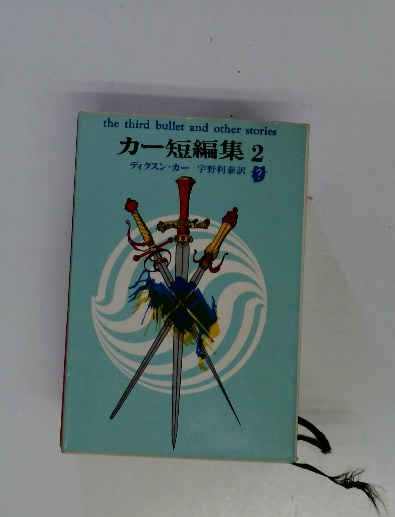 the third bullet and other stories
カー短編集 2
ディクスン・カー 宇野利泰訳 ?